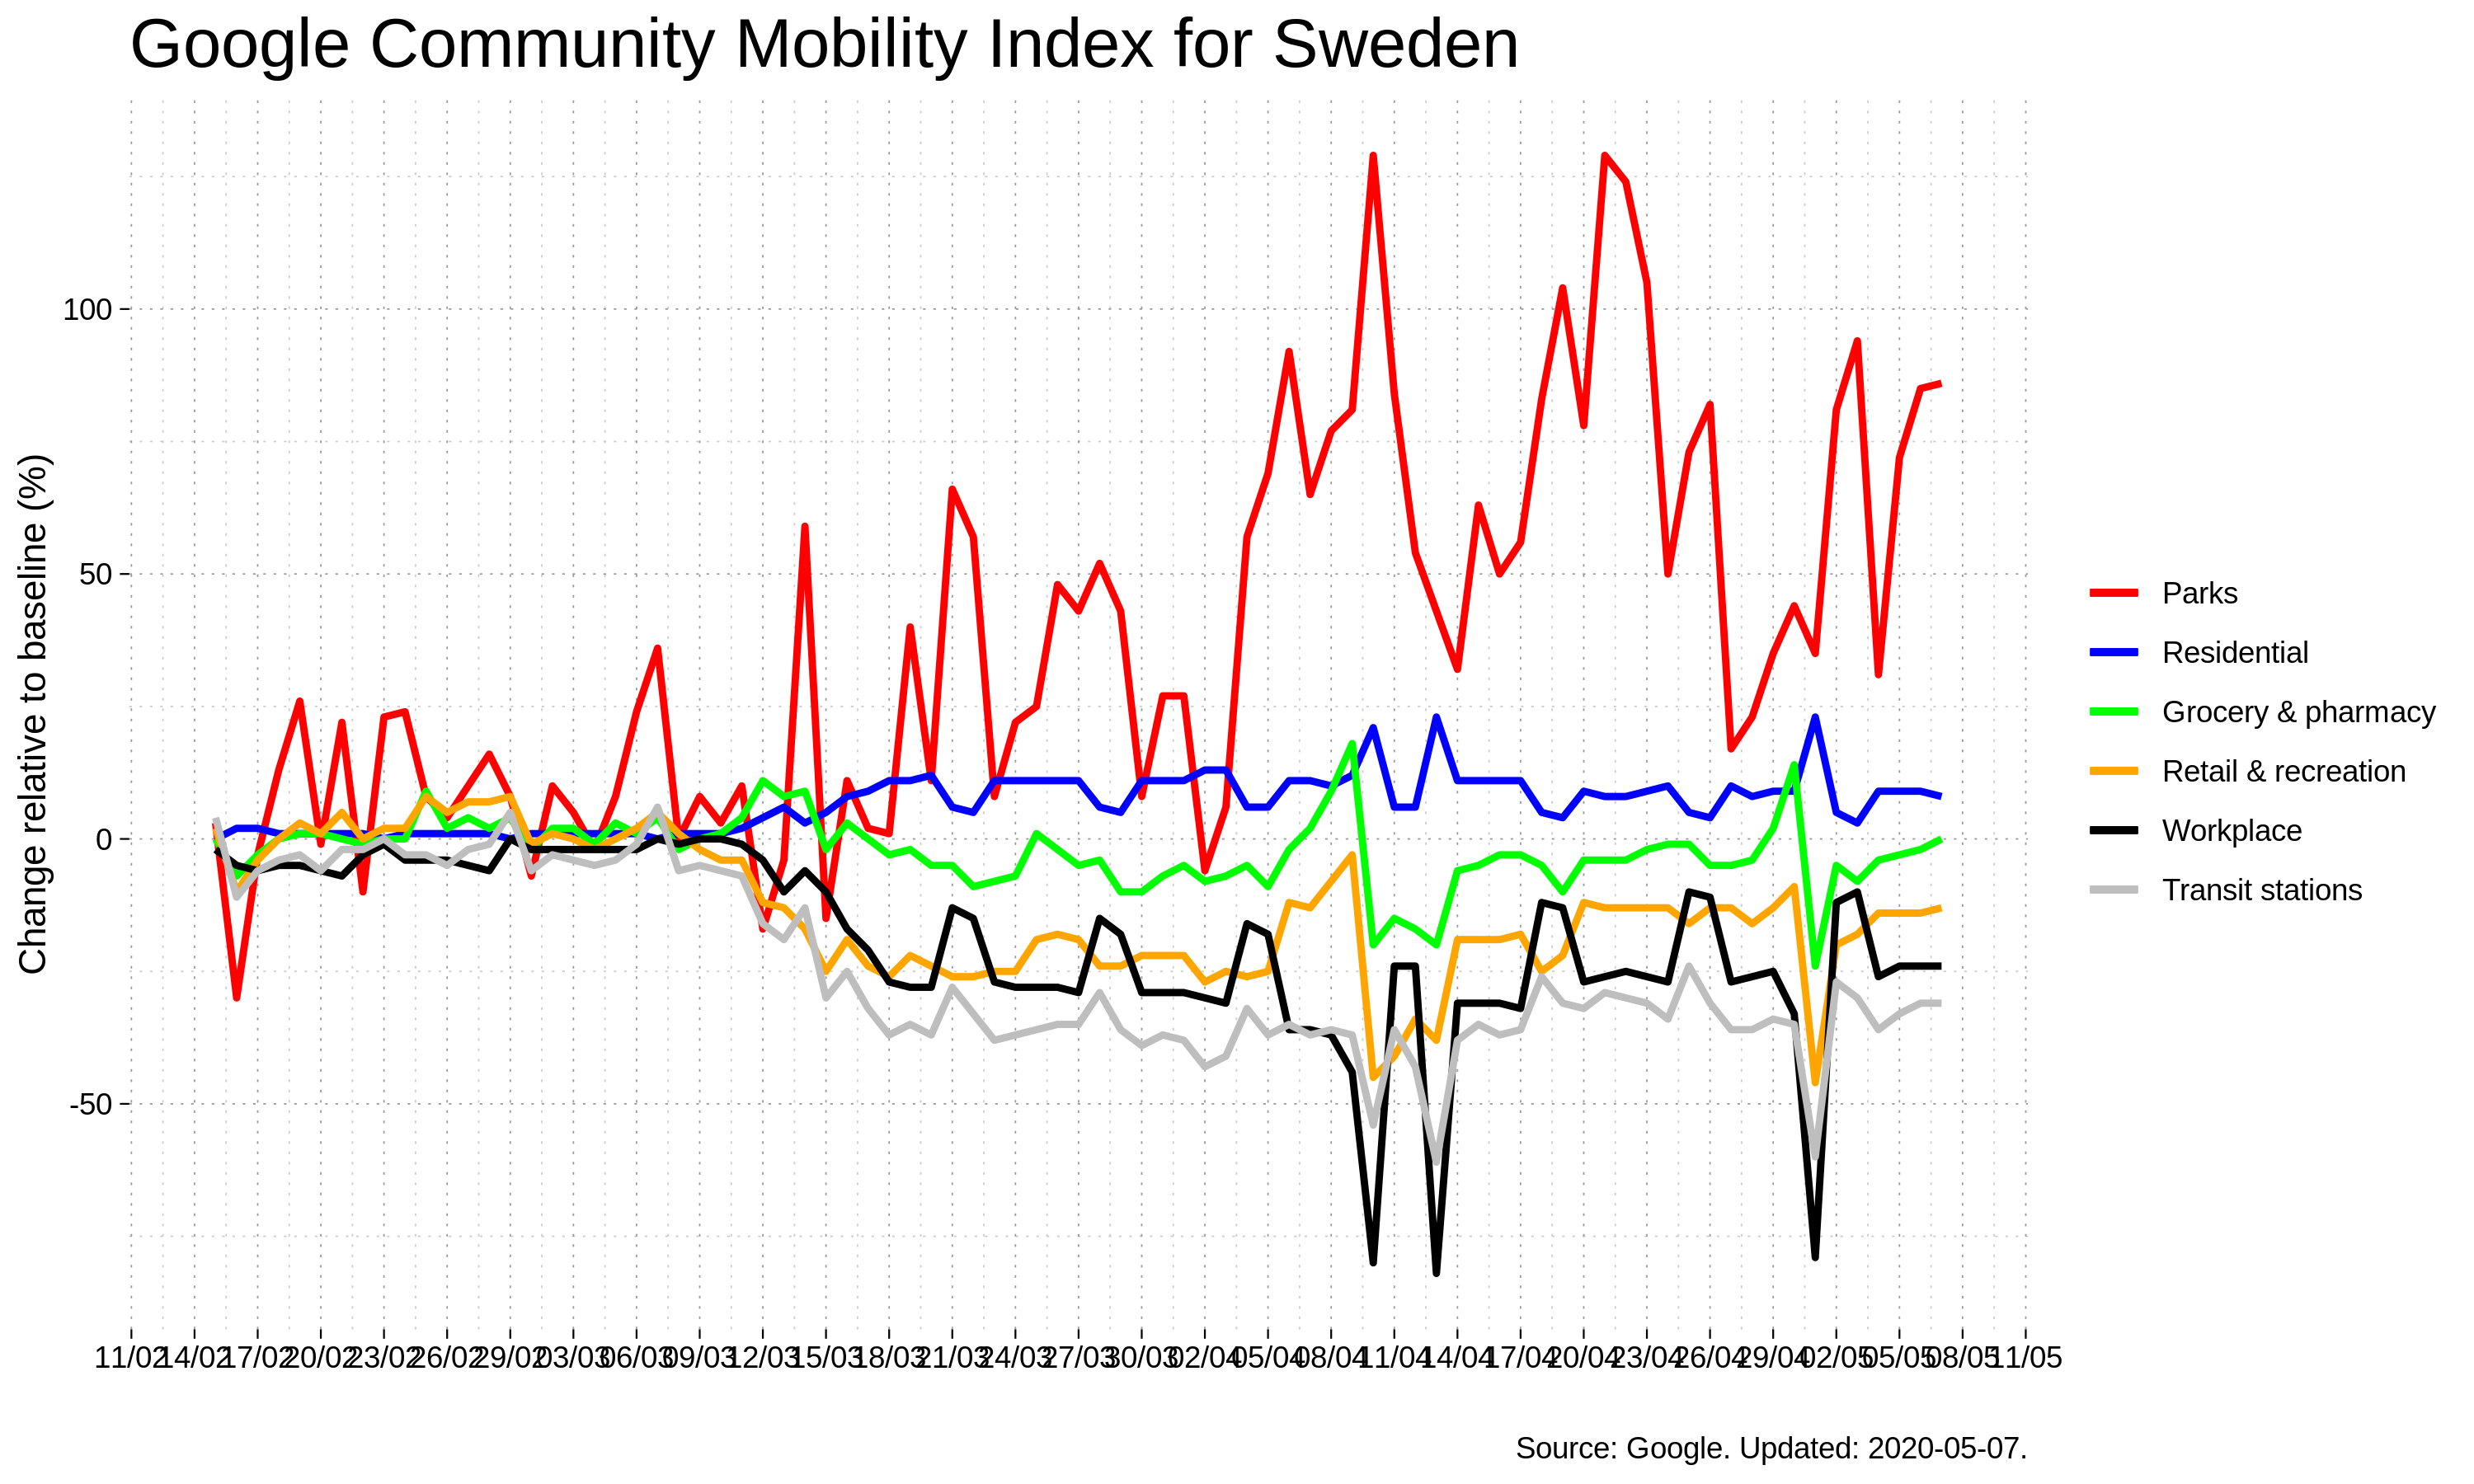 Google Community Mobility Index for Sweden
Change relative to baseline (%)
100
50
0
-50
11/02 14/02 17/02 20/02 23/02 26/02 29/02 03/03 06/03 09/03 12/03 15/03 18/03 21/03 24/03 27/03 30/03 02/04 05/04 08/04 11/04 14/04 17/04 20/04 23/04 26/04 29/04 02/05 05/05 08/05 11/05
Parks
Residential
Grocery & pharmacy
Retail & recreation
Workplace
Transit stations
Source: Google. Updated: 2020-05-07.